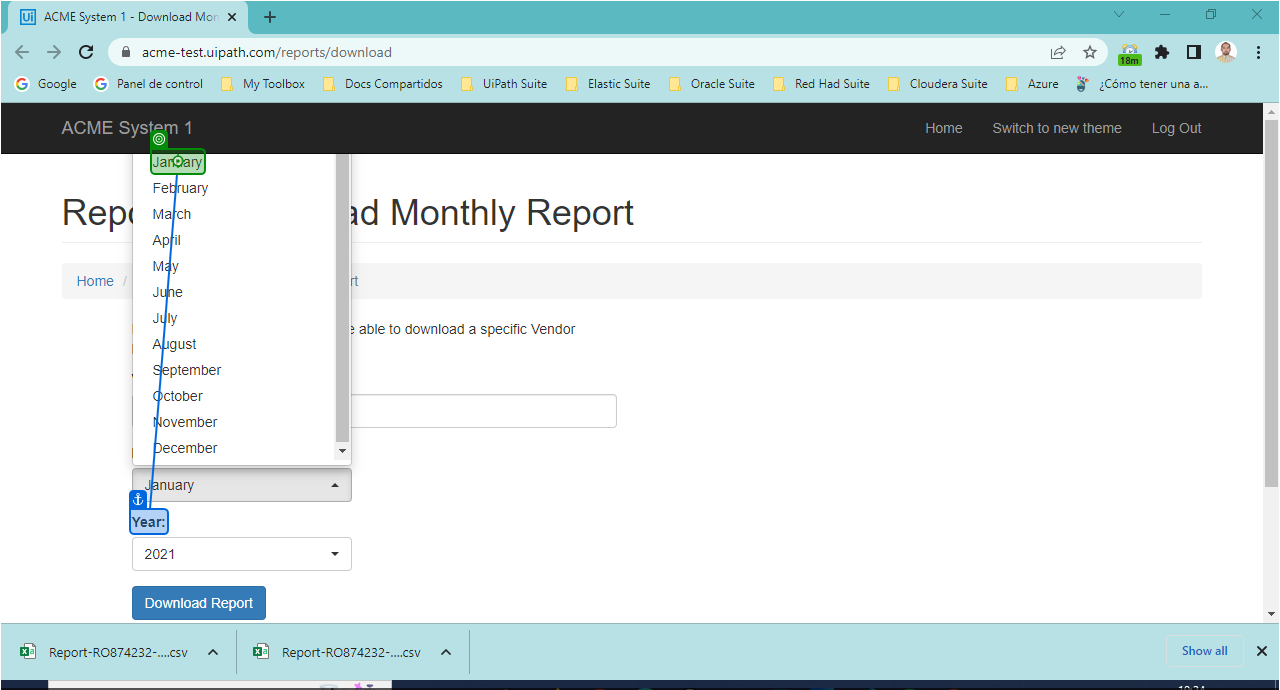 ACME System 1 - Download Mon
acme-test.uipath.com/reports/download
18m
Google Panel de control My Toolbox Docs Compartidos UiPath Suite Elastic Suite Oracle Suite Red Had Suite Cloudera Suite Azure ¿Cómo tener una a...
ACME System 1 Home Switch to new theme Log Out
January
February
Repo ad Monthly Report
March
April
May
Home / rt
June
July
e able to download a specific Vendor
August
September
October
November
December
January
Year:
2021
Download Report
Report-RO874232-....csv Report-RO874232-....csv Show all